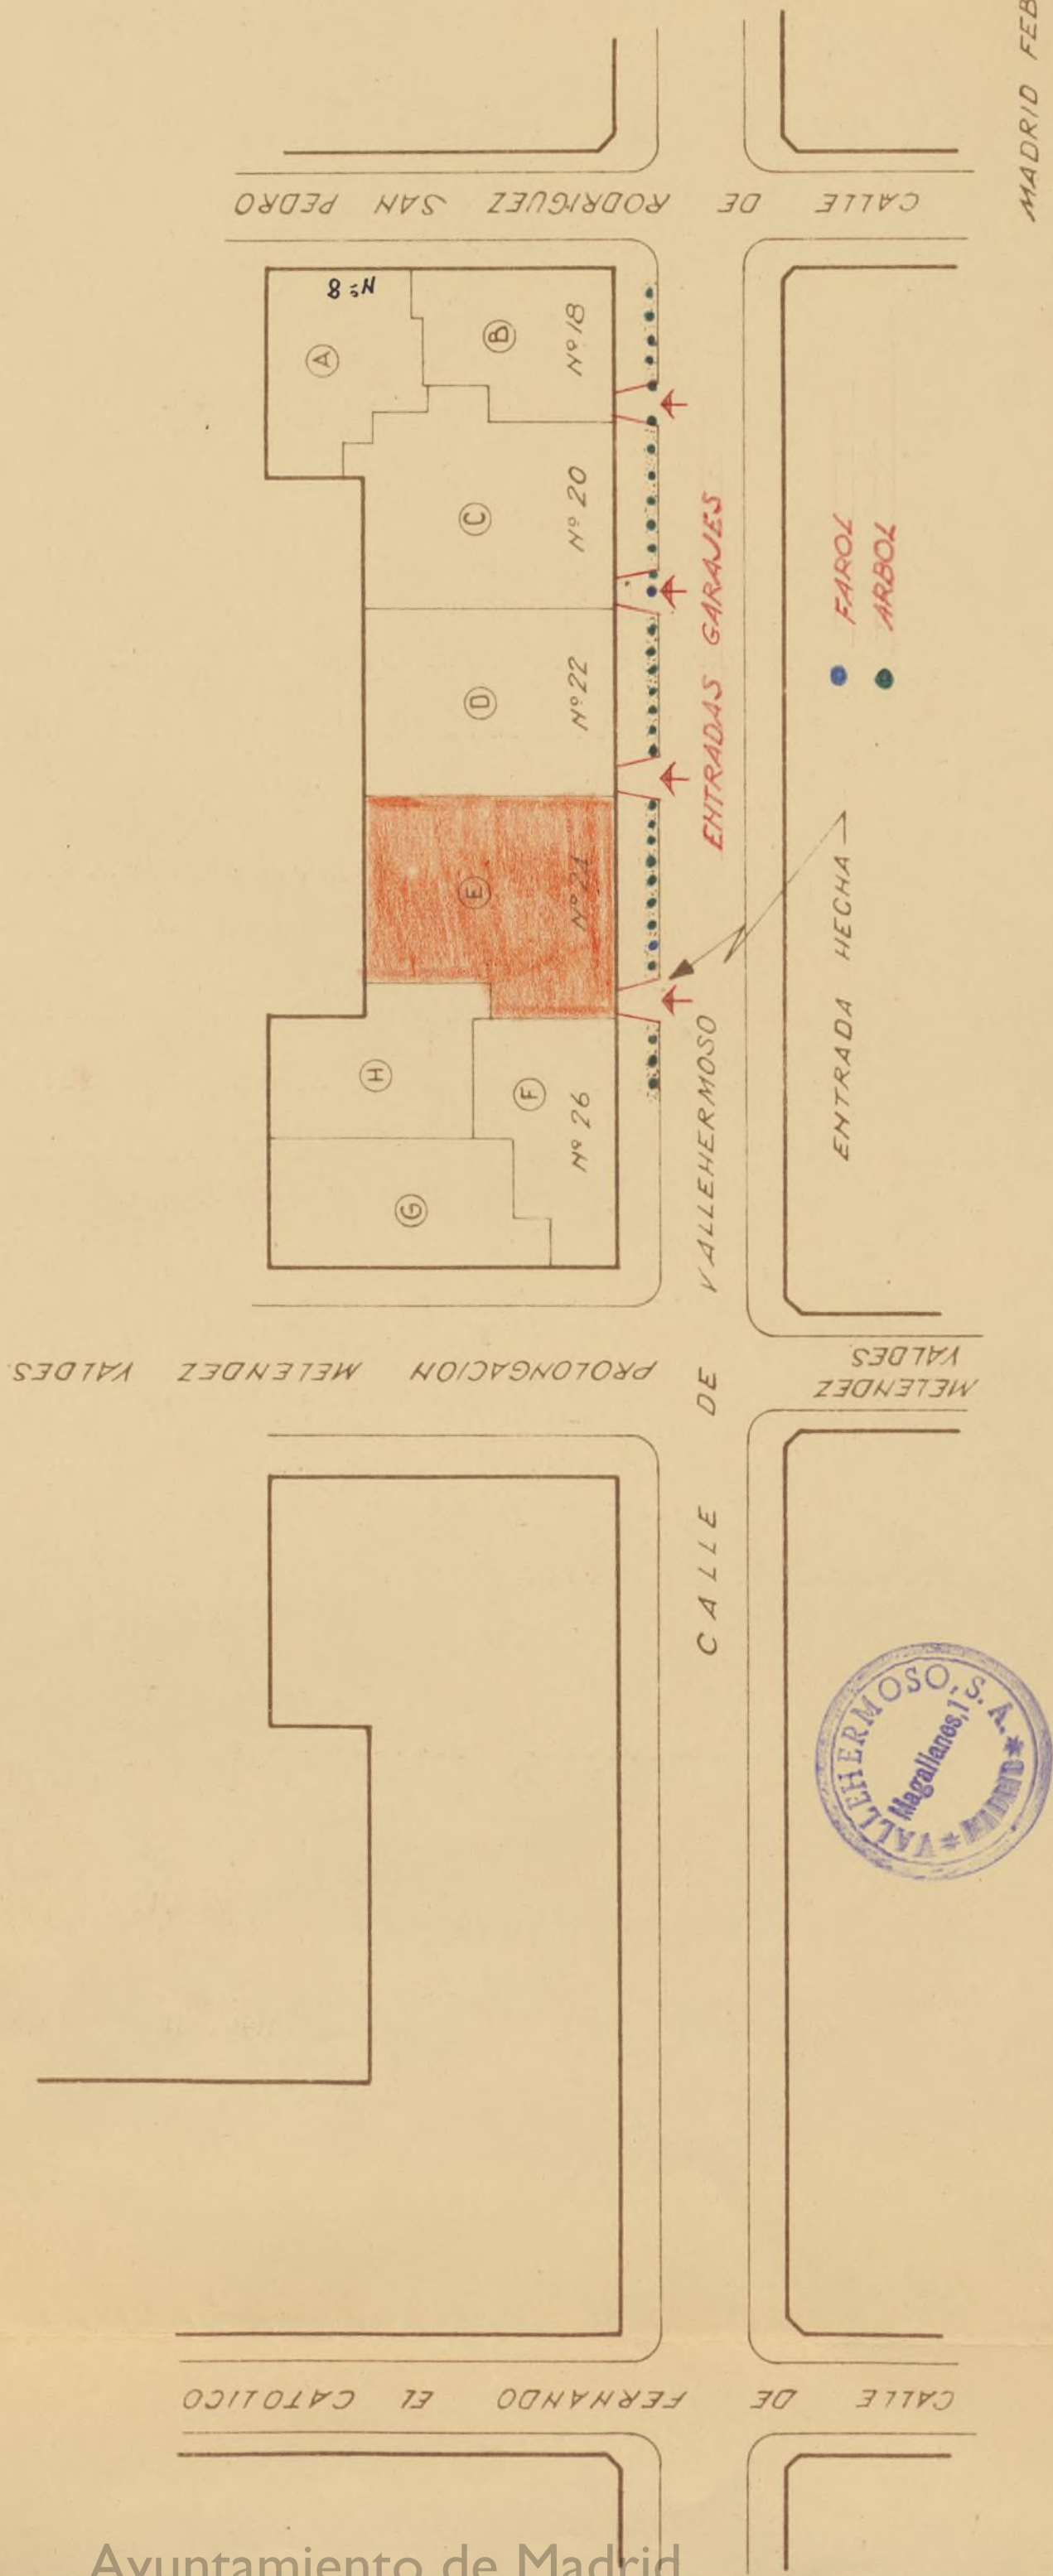 MADRID FEB
CALLE DE RODRIGUEZ SAN PEDRO
Nº 8
A
B
Nº 18
C
Nº 20
D
Nº 22
E
Nº 24
F
Nº 26
H
G
ENTRADAS GARAJES
FAROL
ARBOL
ENTRADA HECHA
CALLE DE VALLEHERMOSO
PROLONGACION MELENDEZ VALDES
MELENDEZ
VALDES
VALLEHERMOSO, S. A.
Magallanes, 1
* MADRID *
CALLE DE FERNANDO EL CATOLICO
Ayuntamiento de Madrid